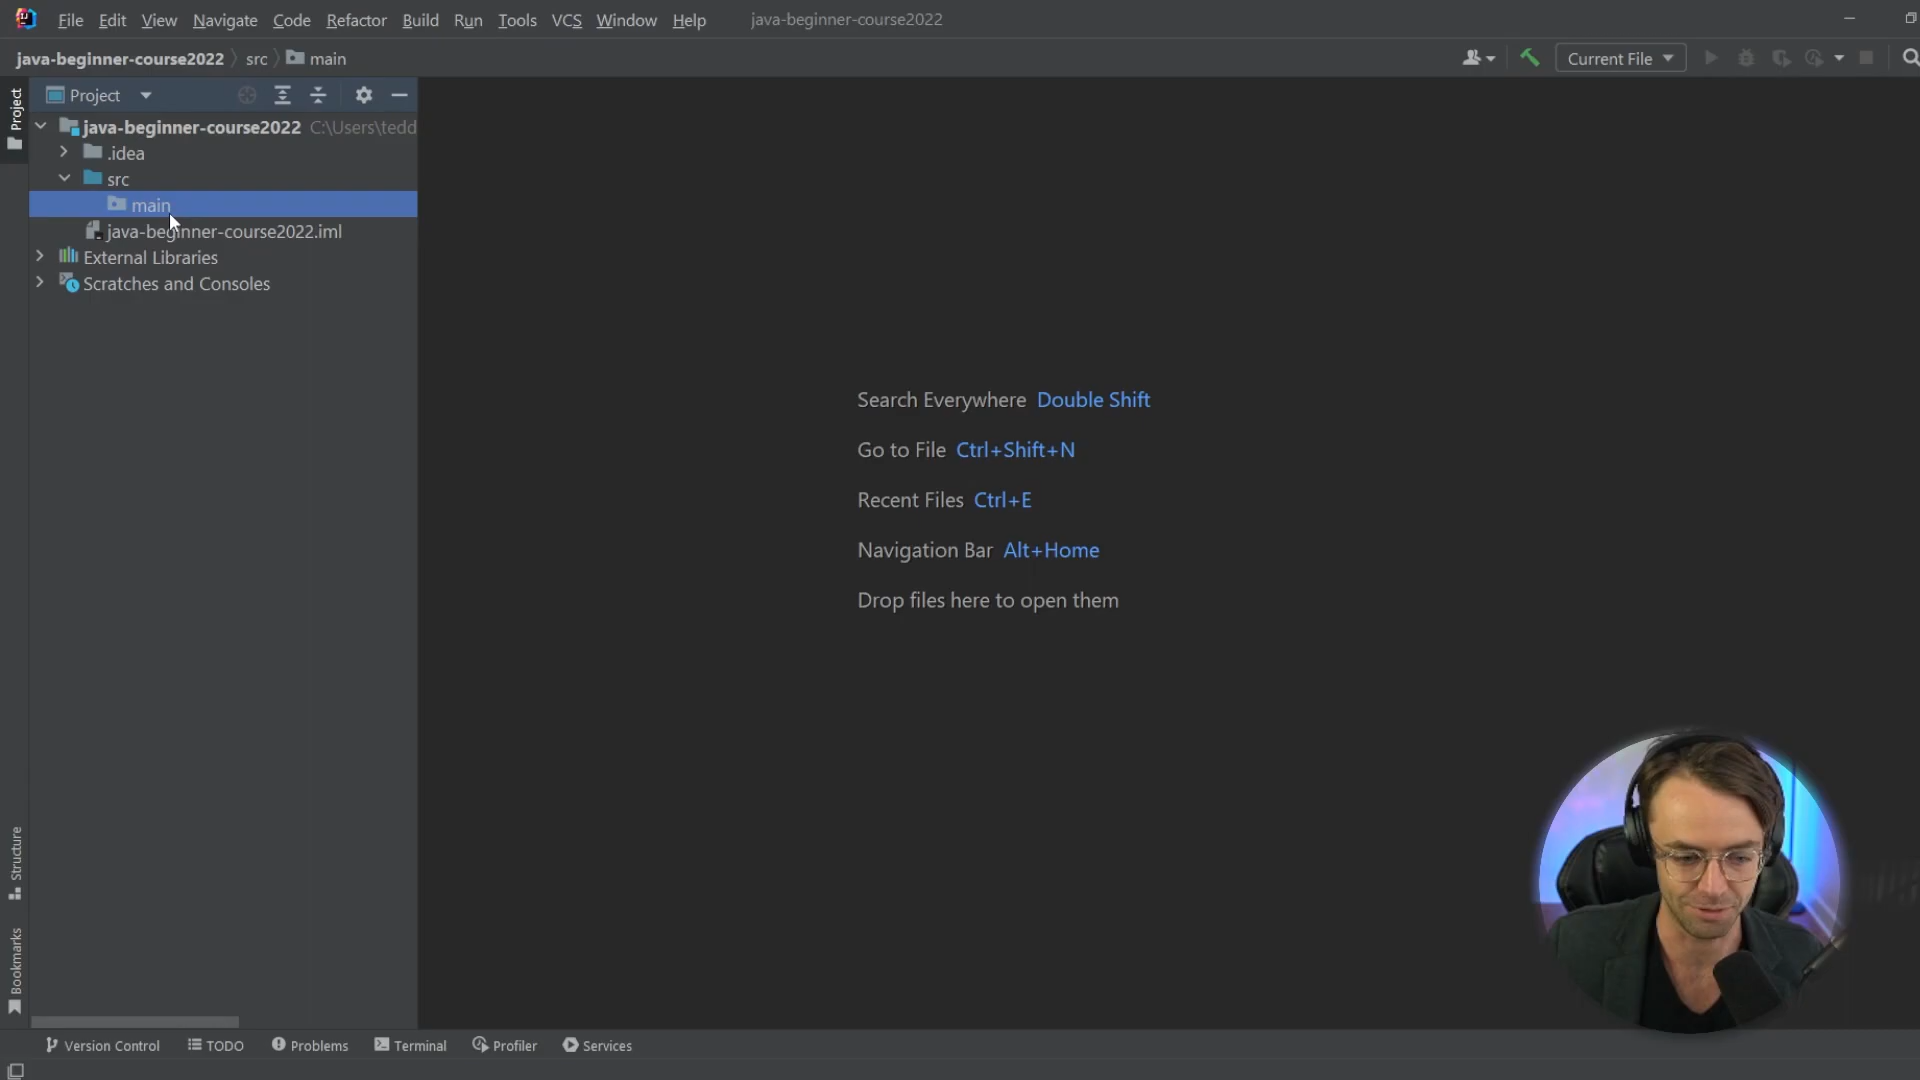 File Edit View Navigate Code Refactor Build Run Tools VCS Window Help java-beginner-course2022
java-beginner-course2022 src main Current File
Project
Project
java-beginner-course2022 C:\Users\tedd
.idea
src
main
java-beginner-course2022.iml
External Libraries
Scratches and Consoles
Search Everywhere Double Shift
Go to File Ctrl+Shift+N
Recent Files Ctrl+E
Navigation Bar Alt+Home
Drop files here to open them
Structure
Bookmarks
Version Control TODO Problems Terminal Profiler Services